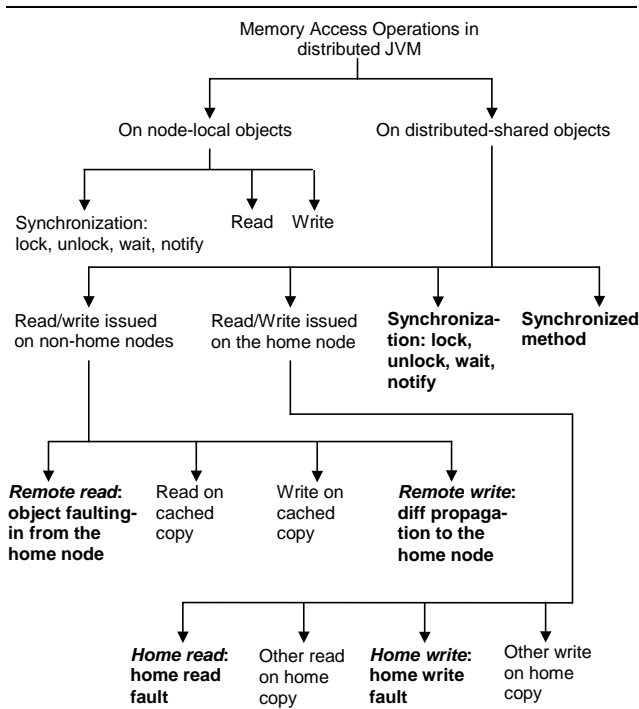 Memory Access Operations in
distributed JVM
On node-local objects
On distributed-shared objects
Synchronization:
lock, unlock, wait, notify
Read
Write
Read/write issued
on non-home nodes
Read/Write issued
on the home node
Synchroniza-
tion: lock,
unlock, wait,
notify
Synchronized
method
Remote read:
object faulting-
in from the
home node
Read on
cached
copy
Write on
cached
copy
Remote write:
diff propaga-
tion to the
home node
Home read:
home read
fault
Other read
on home
copy
Home write:
home write
fault
Other write
on home
copy